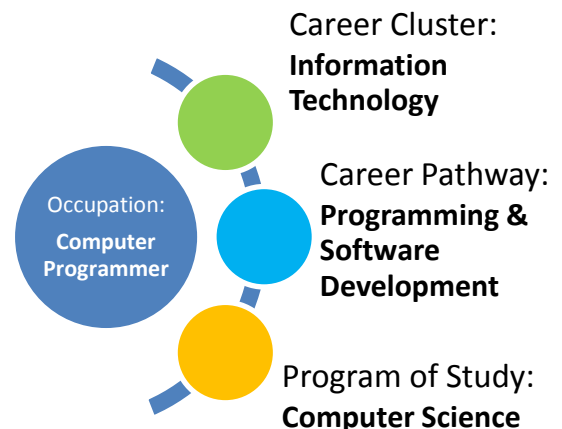 Career Cluster:
Information
Technology
Occupation:
Computer
Programmer
Career Pathway:
Programming &
Software
Development
Program of Study:
Computer Science